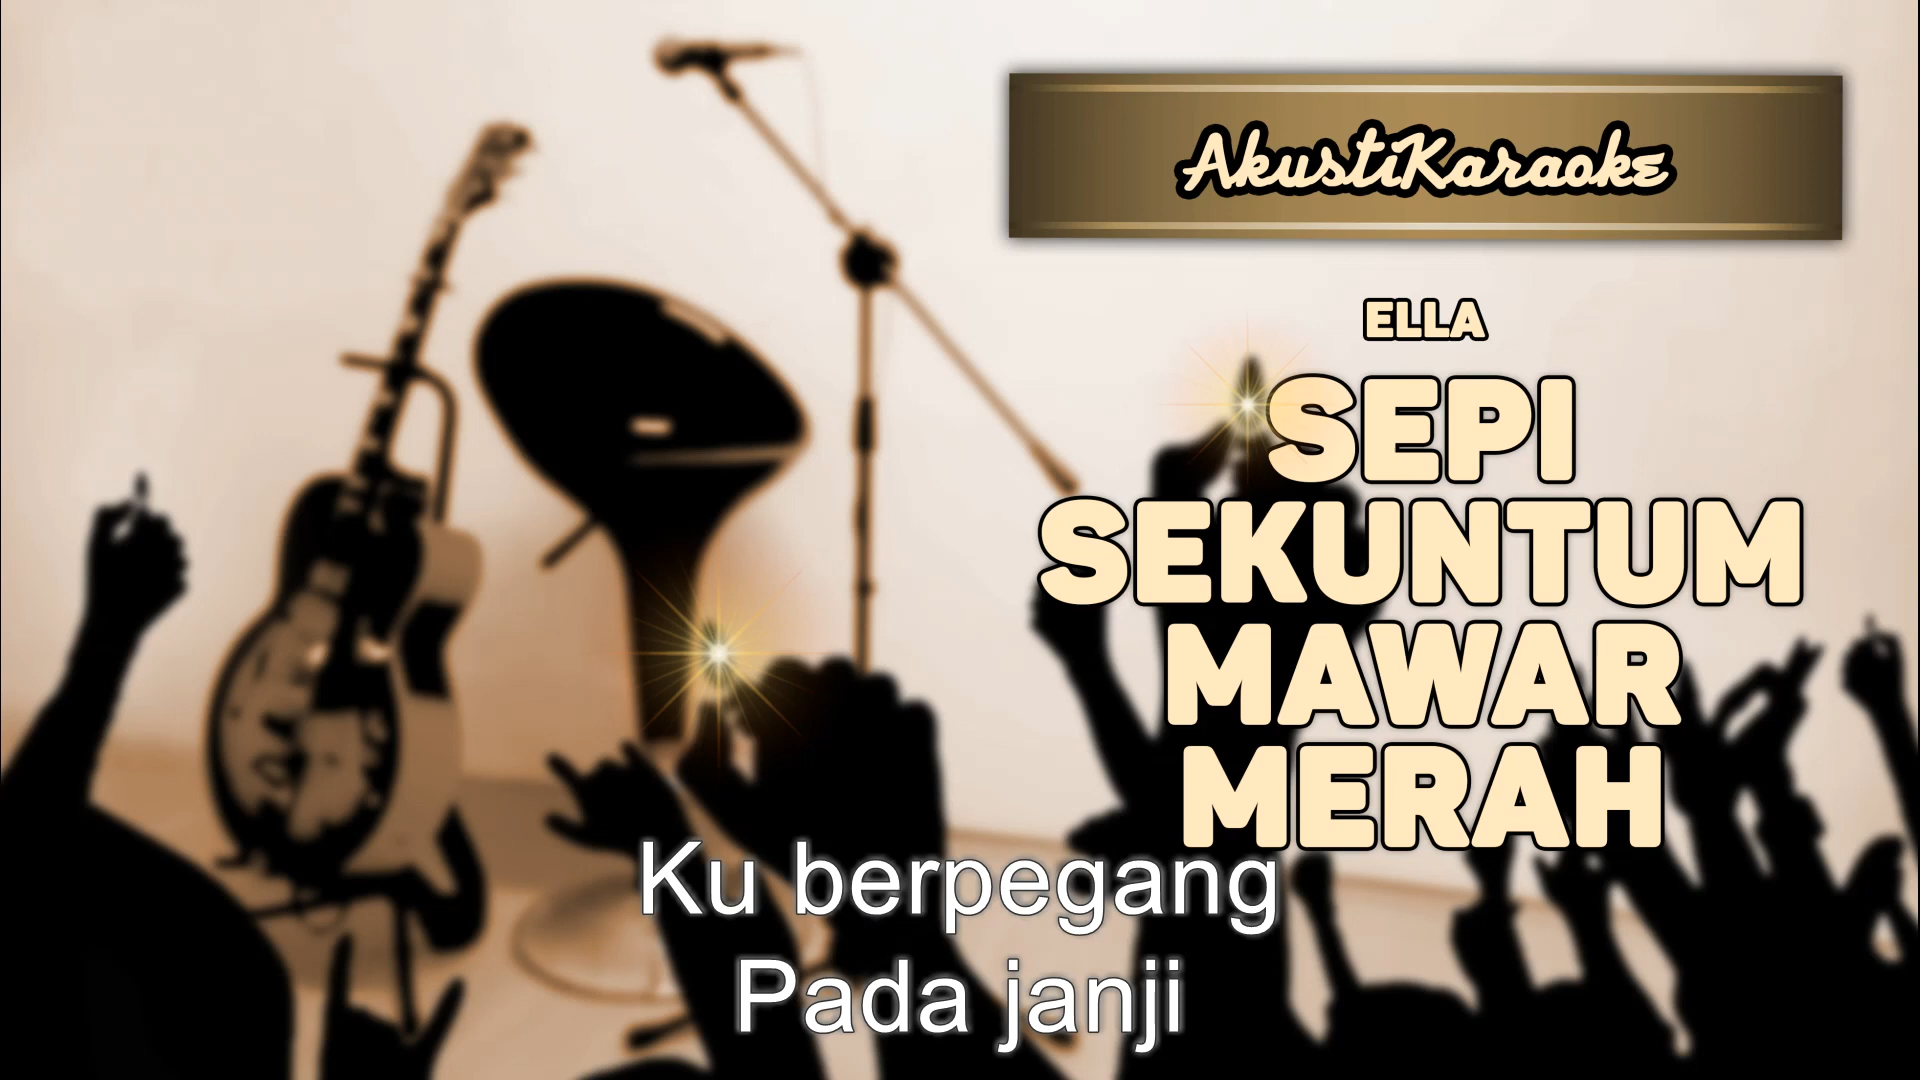 AkustiKaraoke
ELLA
SEPI
SEKUNTUM
MAWAR
MERAH
Ku berpegang
Pada janji